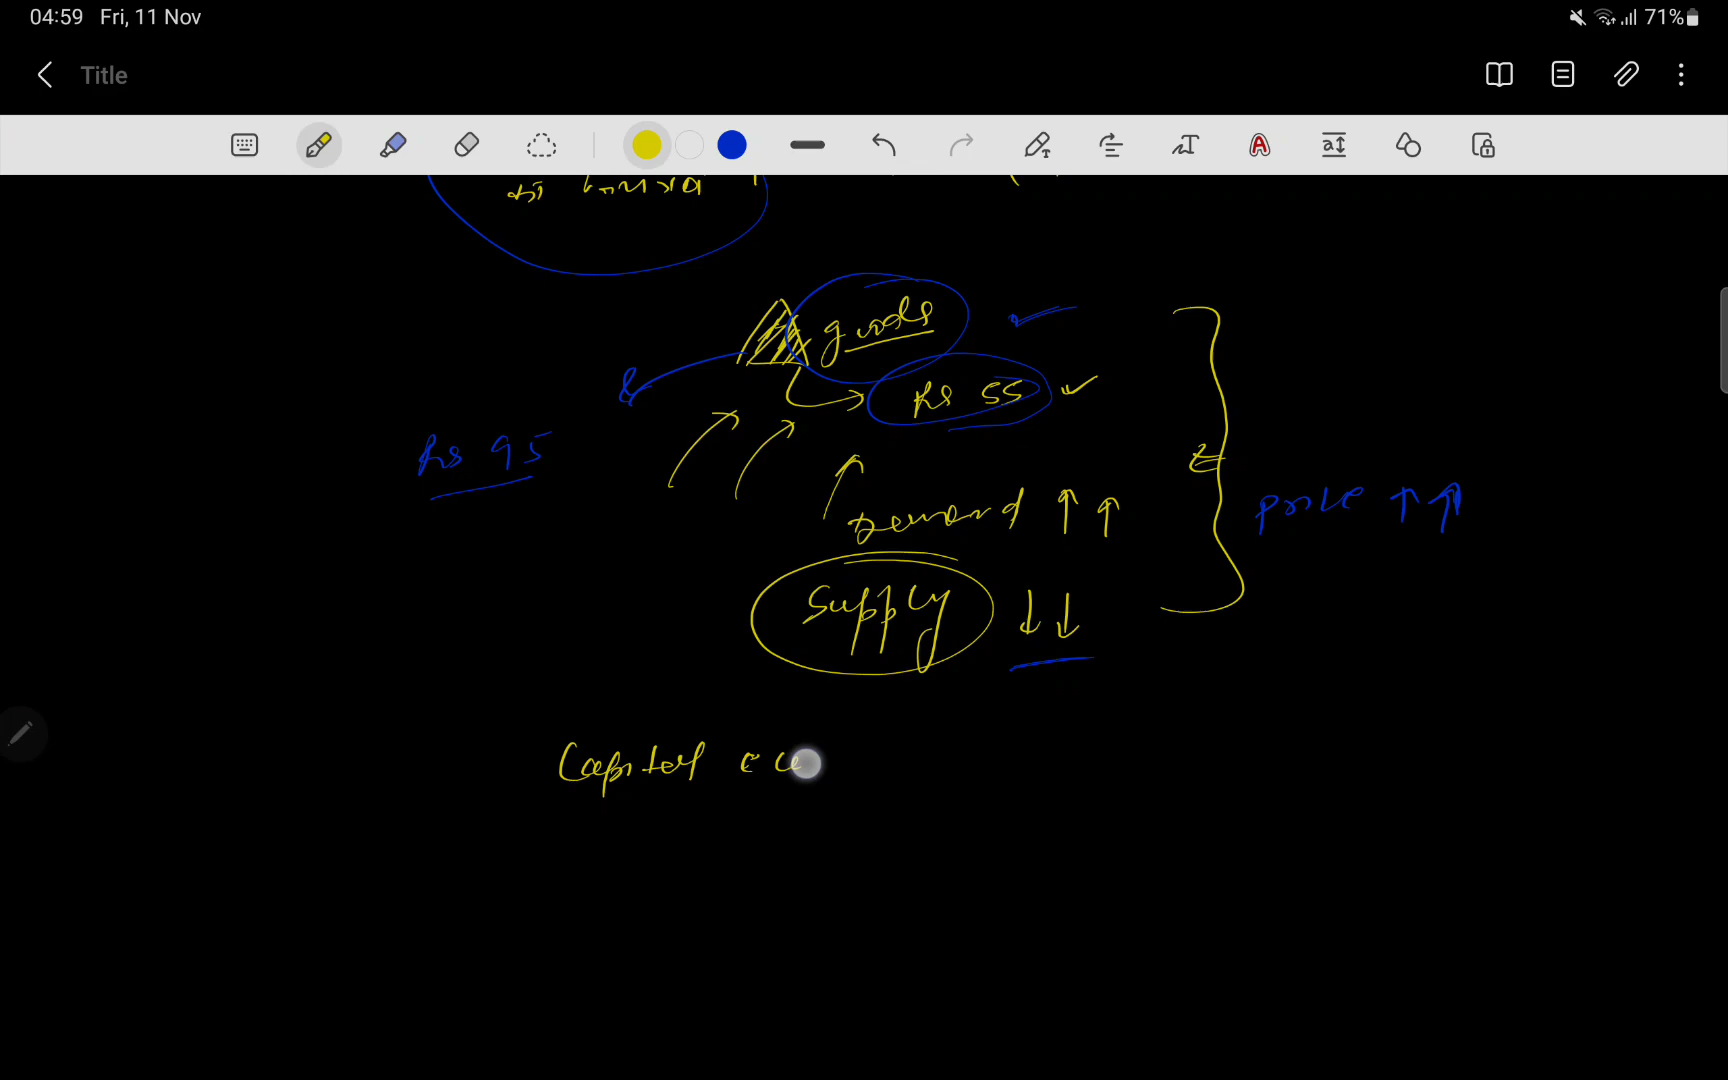 04:59 Fri, 11 Nov 71%
Title
goods
Rs 55
Rs 95
Demand ↑ ↑
price ↑ ↑
Supply ↓ ↓
Capital